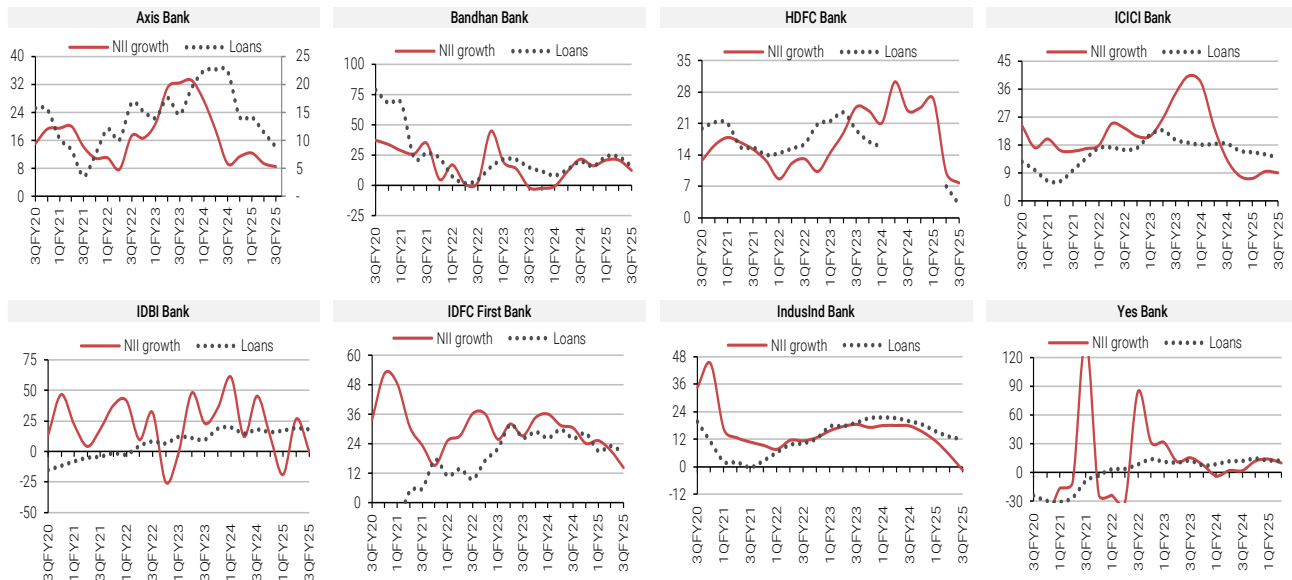 Axis Bank
NII growth
Loans
40
32
24
16
8
0
25
20
15
10
5
-
3QFY20
1QFY21
3QFY21
1QFY22
3QFY22
1QFY23
3QFY23
1QFY24
3QFY24
1QFY25
3QFY25
Bandhan Bank
NII growth
Loans
100
75
50
25
0
-25
3QFY20
1QFY21
3QFY21
1QFY22
3QFY22
1QFY23
3QFY23
1QFY24
3QFY24
1QFY25
3QFY25
HDFC Bank
NII growth
Loans
35
28
21
14
7
0
3QFY20
1QFY21
3QFY21
1QFY22
3QFY22
1QFY23
3QFY23
1QFY24
3QFY24
1QFY25
3QFY25
ICICI Bank
NII growth
Loans
45
36
27
18
9
0
3QFY20
1QFY21
3QFY21
1QFY22
3QFY22
1QFY23
3QFY23
1QFY24
3QFY24
1QFY25
3QFY25
IDBI Bank
NII growth
Loans
75
50
25
0
-25
-50
3QFY20
1QFY21
3QFY21
1QFY22
3QFY22
1QFY23
3QFY23
1QFY24
3QFY24
1QFY25
3QFY25
IDFC First Bank
NII growth
Loans
60
48
36
24
12
0
3QFY20
1QFY21
3QFY21
1QFY22
3QFY22
1QFY23
3QFY23
1QFY24
3QFY24
1QFY25
3QFY25
IndusInd Bank
NII growth
Loans
48
36
24
12
0
-12
3QFY20
1QFY21
3QFY21
1QFY22
3QFY22
1QFY23
3QFY23
1QFY24
3QFY24
1QFY25
3QFY25
Yes Bank
NII growth
Loans
120
90
60
30
0
-30
3QFY20
1QFY21
3QFY21
1QFY22
3QFY22
1QFY23
3QFY23
1QFY24
3QFY24
1QFY25